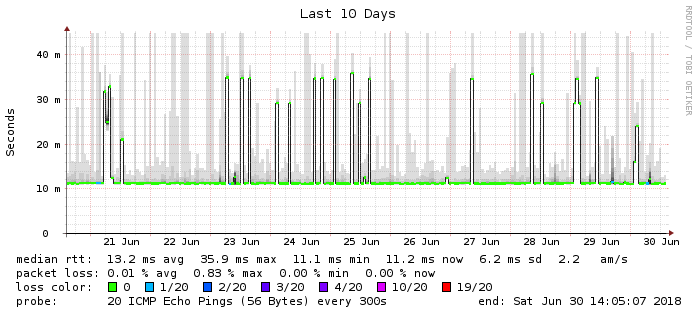 Last 10 Days
RRDTOOL / TOBI OETIKER
Seconds
40 m
30 m
20 m
10 m
0
21 Jun 22 Jun 23 Jun 24 Jun 25 Jun 26 Jun 27 Jun 28 Jun 29 Jun 30 Jun
median rtt: 13.2 ms avg 35.9 ms max 11.1 ms min 11.2 ms now 6.2 ms sd 2.2 am/s
packet loss: 0.01 % avg 0.83 % max 0.00 % min 0.00 % now
loss color: 0 1/20 2/20 3/20 4/20 10/20 19/20
probe: 20 ICMP Echo Pings (56 Bytes) every 300s end: Sat Jun 30 14:05:07 2018